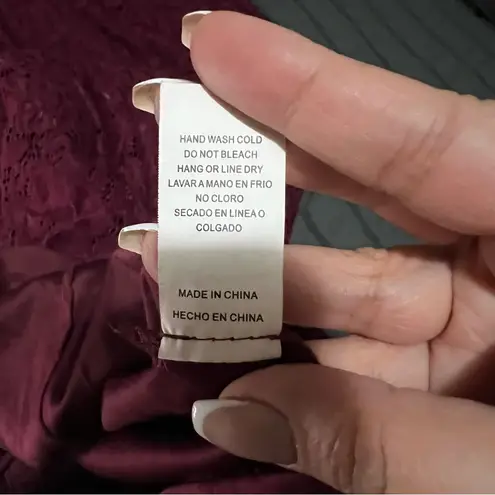 HAND WASH COLD
DO NOT BLEACH
HANG OR LINE DRY
LAVAR A MANO EN FRIO
NO CLORO
SECADO EN LINEA O
COLGADO
MADE IN CHINA
HECHO EN CHINA